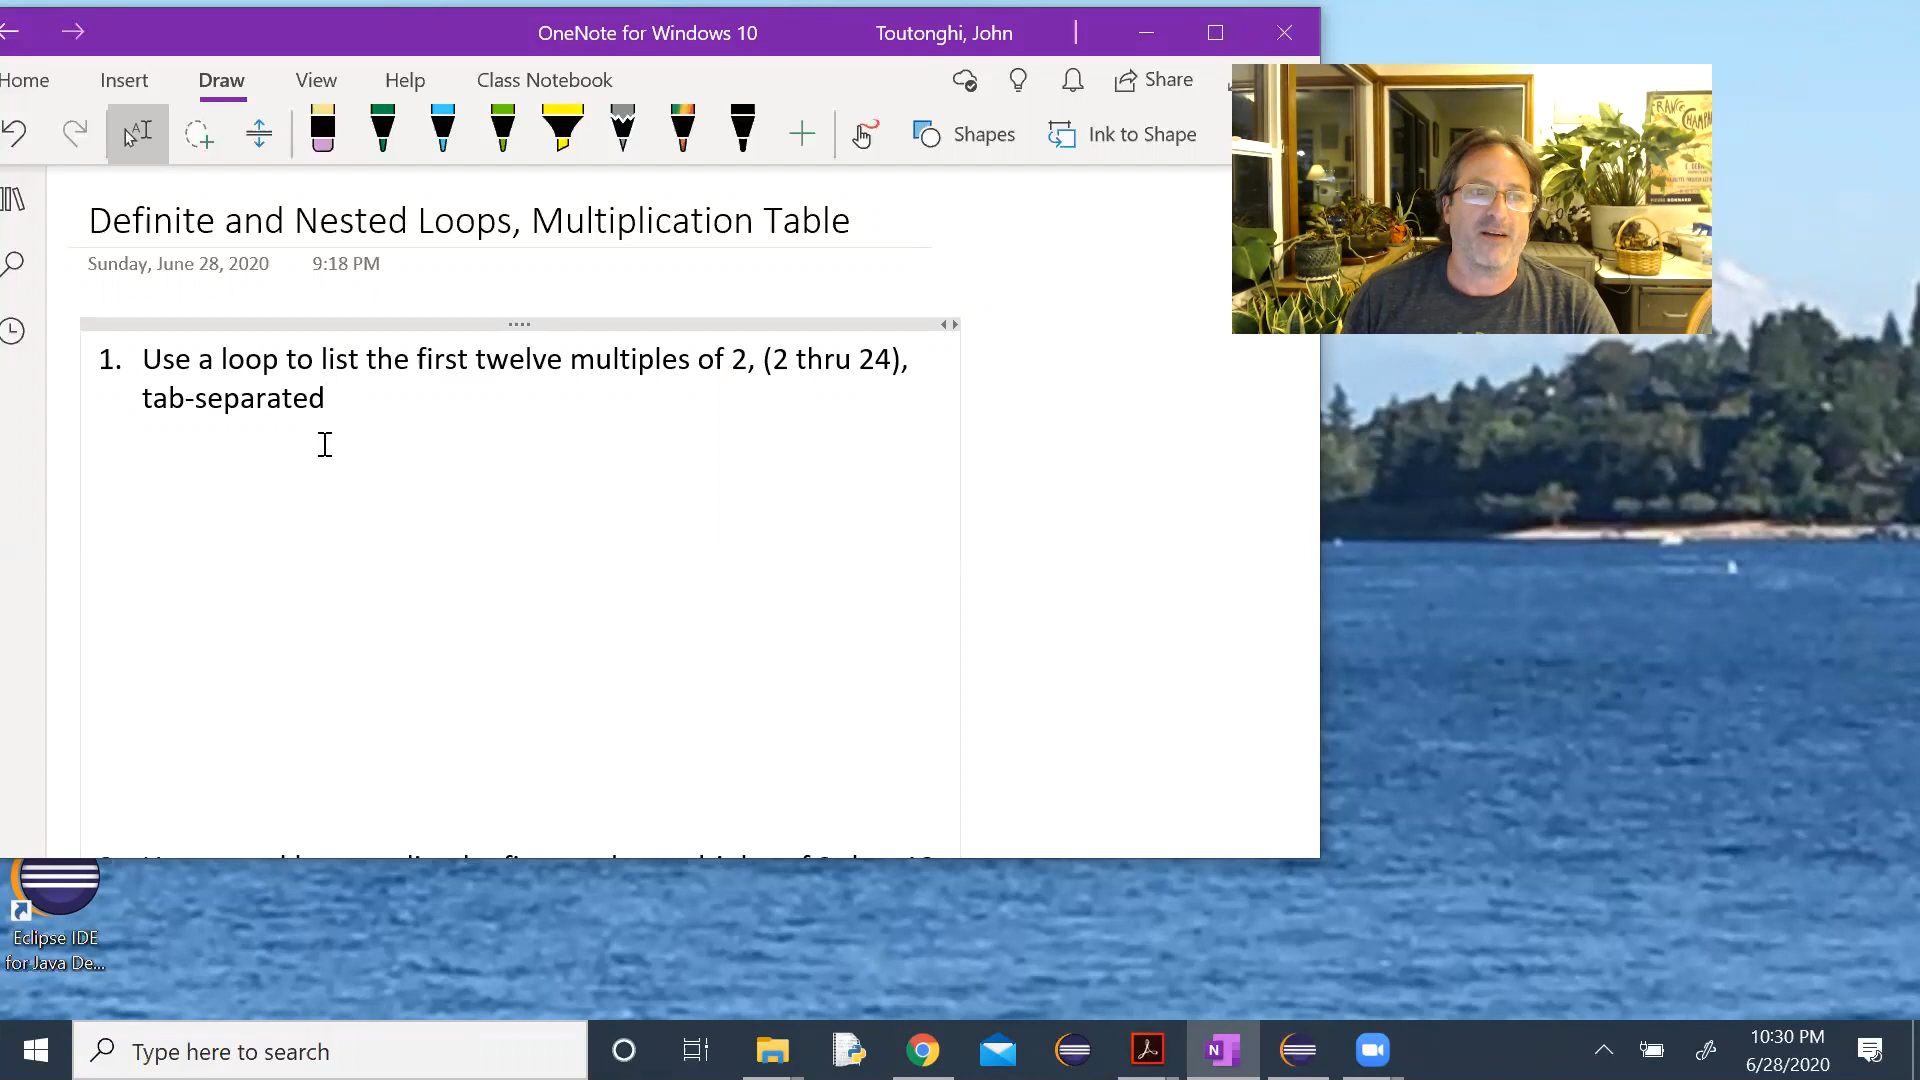 OneNote for Windows 10
Toutonghi, John
Home Insert Draw View Help Class Notebook
Share
Shapes
Ink to Shape
Definite and Nested Loops, Multiplication Table
Sunday, June 28, 2020 9:18 PM
1. Use a loop to list the first twelve multiples of 2, (2 thru 24),
tab-separated
Eclipse IDE
for Java De...
Type here to search
10:30 PM
6/28/2020